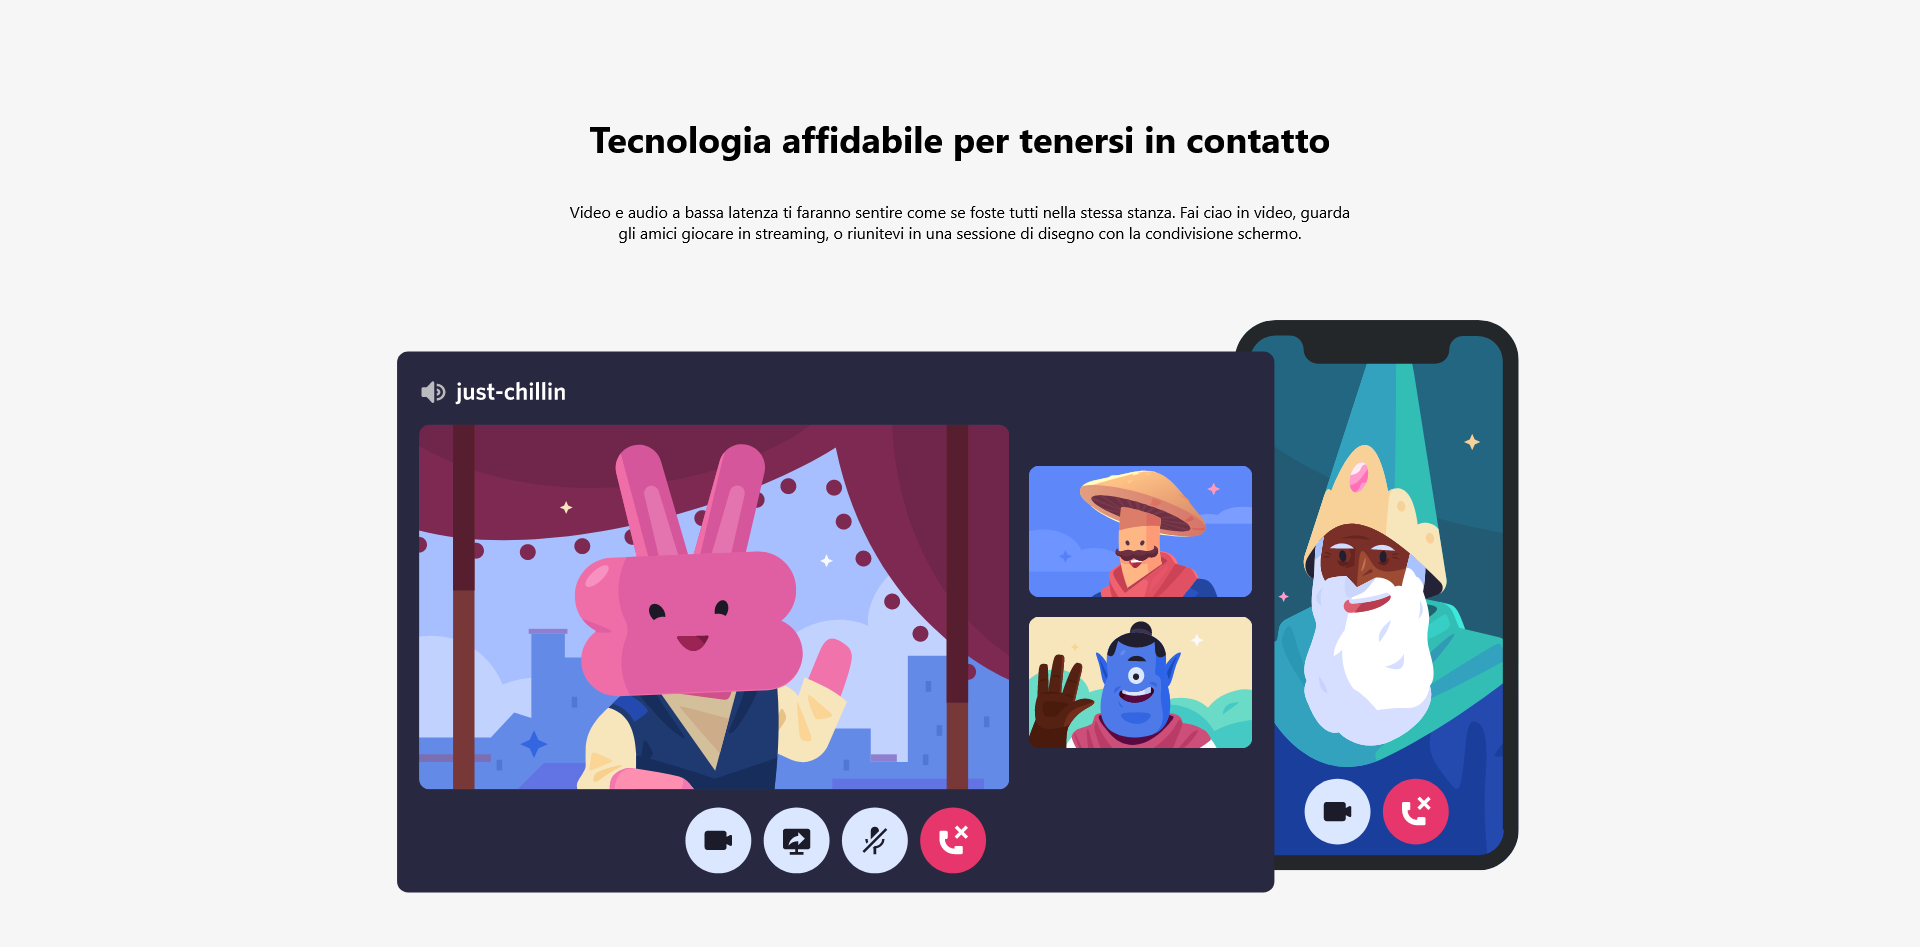 Tecnologia affidabile per tenersi in contatto
Video e audio a bassa latenza ti faranno sentire come se foste tutti nella stessa stanza. Fai ciao in video, guarda
gli amici giocare in streaming, o riunitevi in una sessione di disegno con la condivisione schermo.
just-chillin